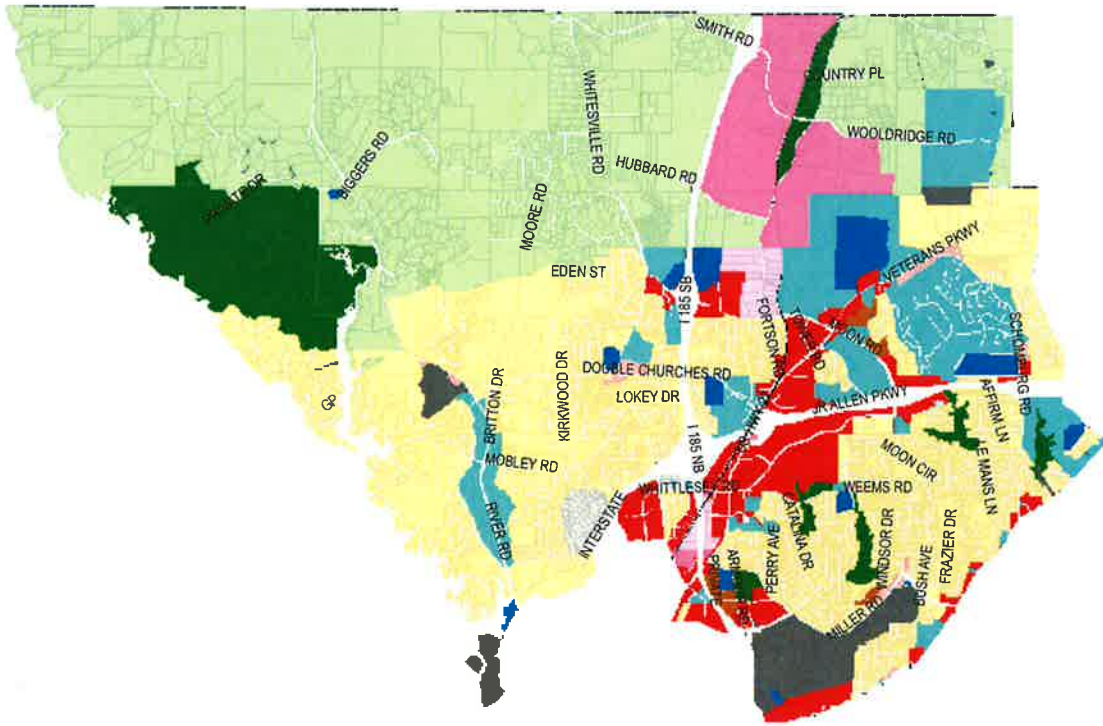 SMITH RD
COUNTRY PL
WHITESVILLE RD
WOOLDRIDGE RD
HUBBARD RD
BIGGERS RD
MOORE RD
EDEN ST
VETERANS PKWY
I 185 SB
FORTSON RD
MOON RD
SCHOMBURG RD
DOUBLE CHURCHES RD
KIRKWOOD DR
LOKEY DR
JR ALLEN PKWY
AFFIRM LN
BRITTON DR
I 185 NB
MOON CIR
LE MANS LN
MOBLEY RD
WHITTLESEY RD
WEEMS RD
INTERSTATE
CATALINA DR
RIVER RD
WINDSOR DR
FRAZIER DR
PERRY AVE
BUSH AVE
PRIVATE
MILLER RD